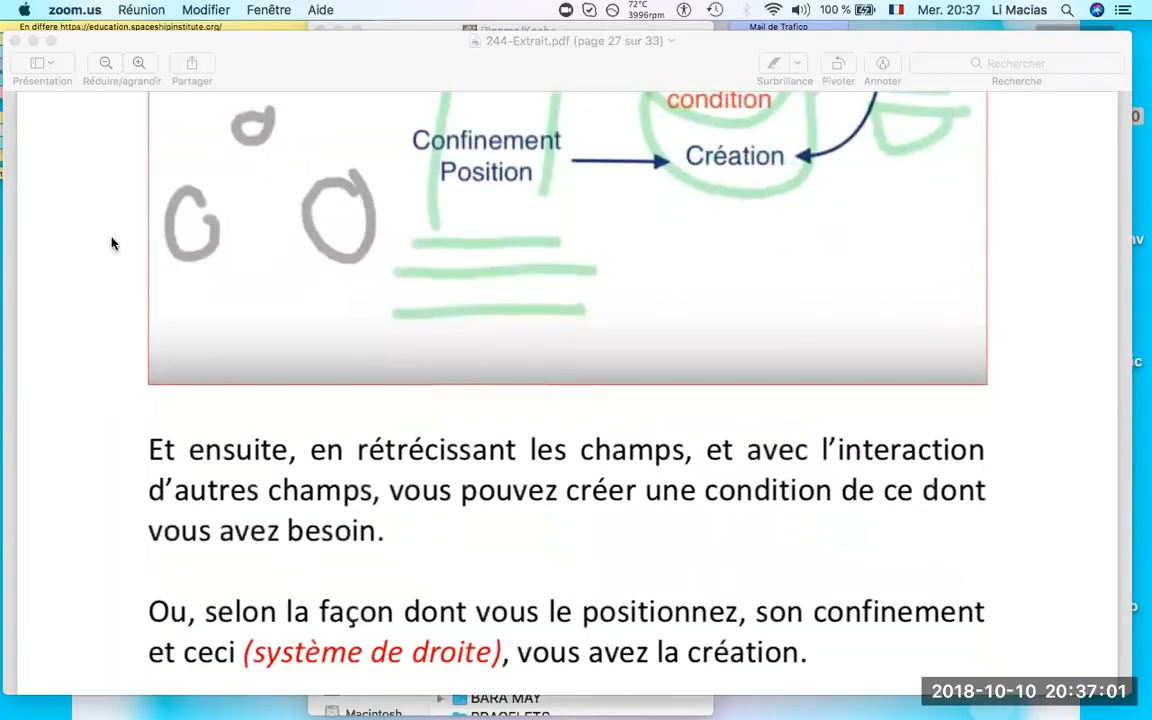 zoom.us Réunion Modifier Fenêtre Aide 72°C 3996rpm 100 % Mer. 20:37 Li Macias
En differe https://education.spaceshipinstitute.org/ Mail de Trafico
244-Extrait.pdf (page 27 sur 33)
Rechercher
Présentation Réduire/agrandir Partager Surbrillance Pivoter Annoter Recherche
condition
Confinement
Position
Création
Et ensuite, en rétrécissant les champs, et avec l’interaction
d’autres champs, vous pouvez créer une condition de ce dont
vous avez besoin.
Ou, selon la façon dont vous le positionnez, son confinement
et ceci (système de droite), vous avez la création.
2018-10-10 20:37:01
BARA MAY
Macintosh